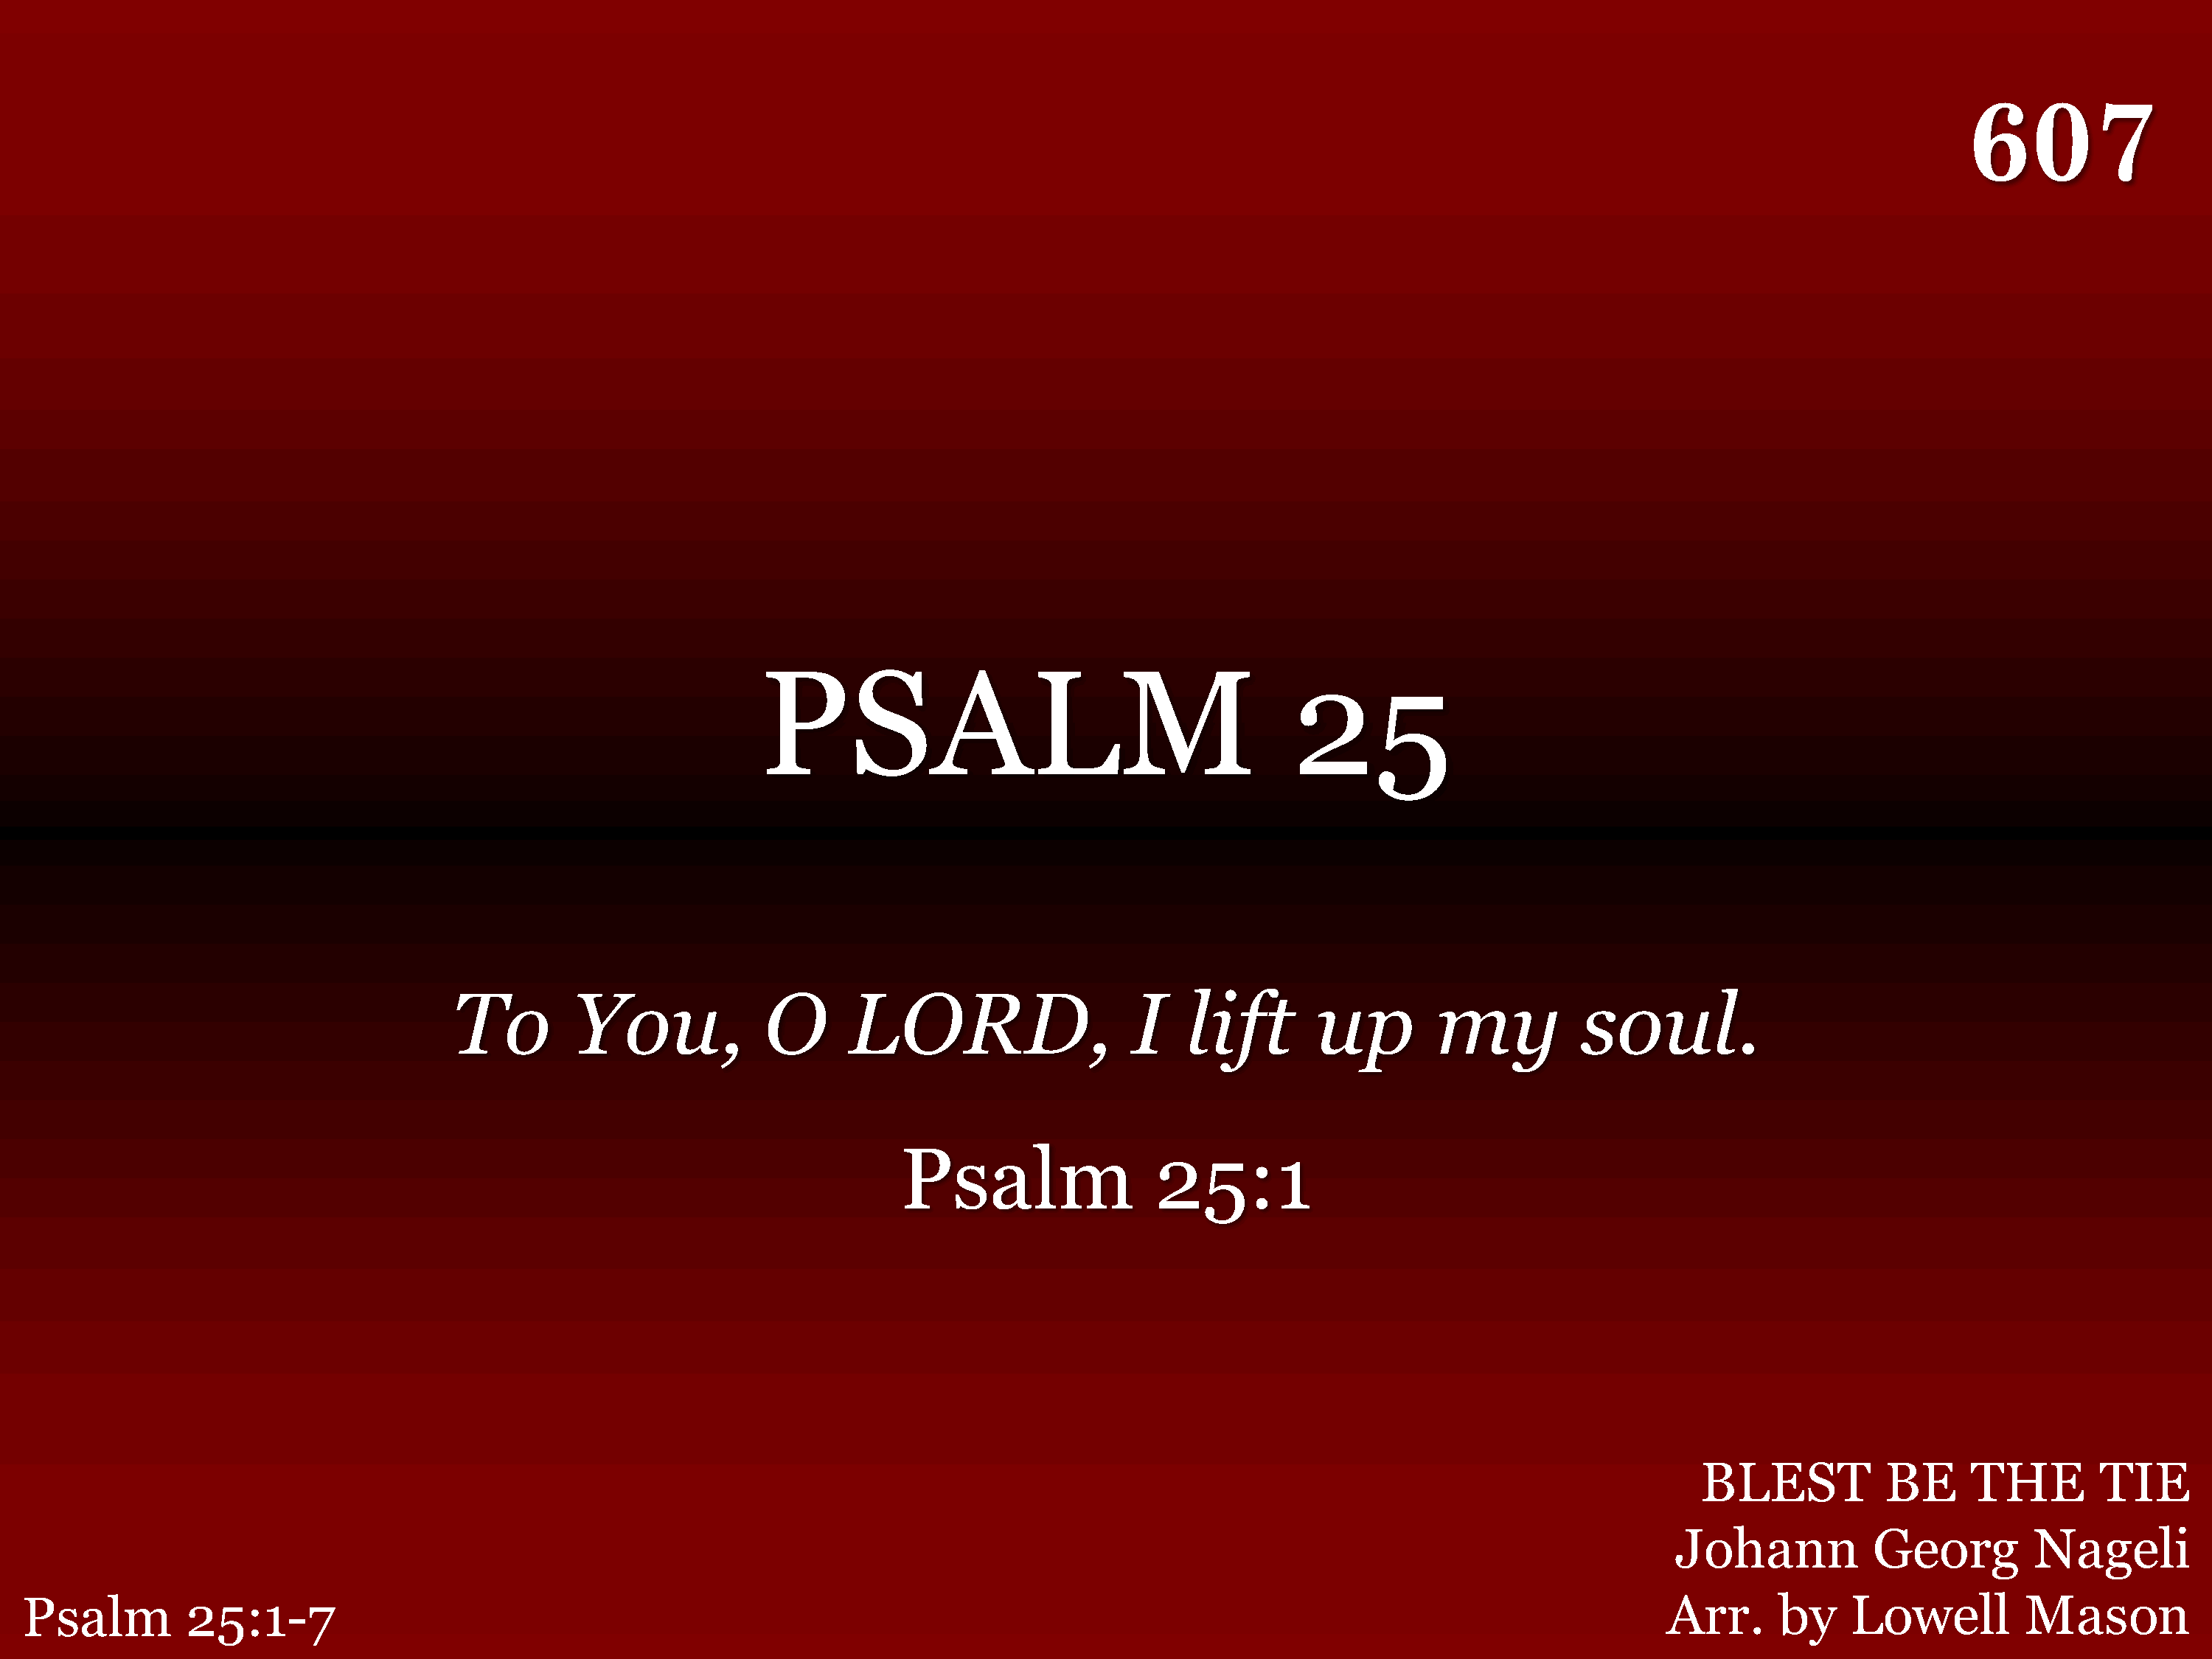 607
PSALM 25
To You, O LORD, I lift up my soul.
Psalm 25:1
BLEST BE THE TIE
Johann Georg Nageli
Arr. by Lowell Mason
Psalm 25:1-7